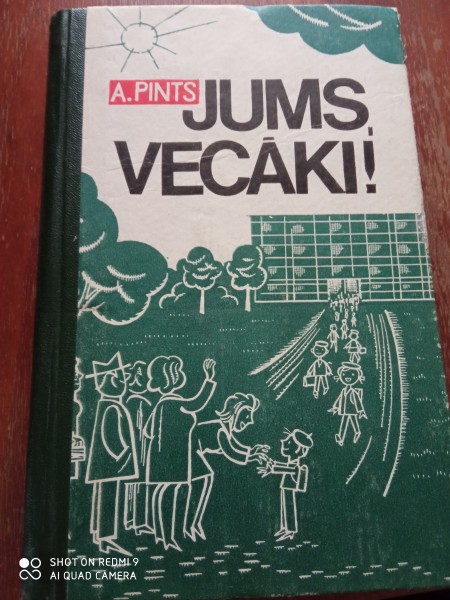 A.PINTS
JUMS,
VECĀKI!
SHOT ON REDMI 9
AI QUAD CAMERA